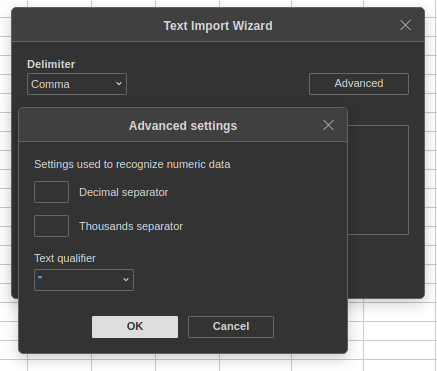 Text Import Wizard
Delimiter
Comma
Advanced
Advanced settings
Settings used to recognize numeric data
Decimal separator
Thousands separator
Text qualifier
"
OK
Cancel